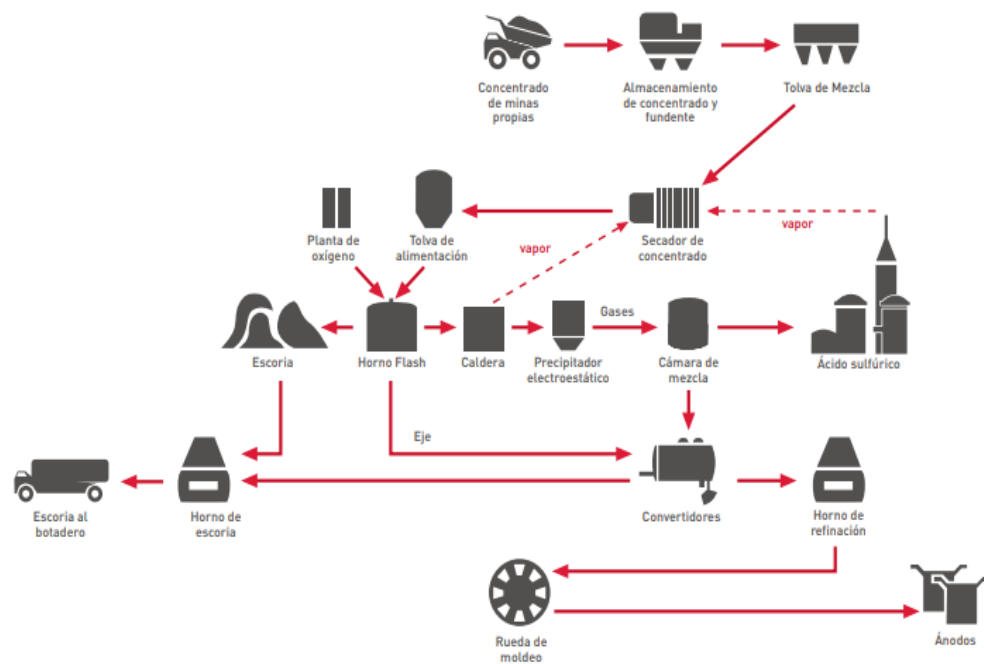 Concentrado
de minas
propias
Almacenamiento
de concentrado y
fundente
Tolva de Mezcla
Planta de
oxígeno
Tolva de
alimentación
vapor
Secador de
concentrado
vapor
Escoria
Horno Flash
Caldera
Precipitador
electroestático
Gases
Cámara de
mezcla
Ácido sulfúrico
Eje
Escoria al
botadero
Horno de
escoria
Convertidores
Horno de
refinación
Rueda de
moldeo
Ánodos